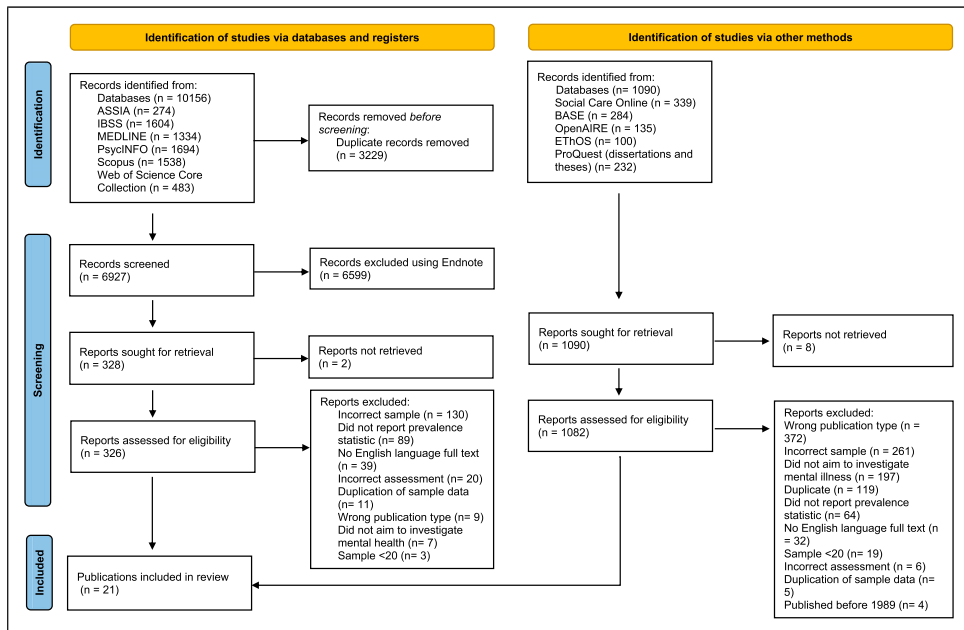 Identification of studies via databases and registers
Identification of studies via other methods
Identification
Records identified from:
Databases (n = 10156)
ASSIA (n= 274)
IBSS (n= 1604)
MEDLINE (n = 1334)
PsycINFO (n = 1694)
Scopus (n= 1538)
Web of Science Core
Collection (n = 483)
Records removed before
screening:
Duplicate records removed
(n = 3229)
Records identified from:
Databases (n= 1090)
Social Care Online (n = 339)
BASE (n = 284)
OpenAIRE (n = 135)
EThOS (n= 100)
ProQuest (dissertations and
theses) (n = 232)
Screening
Records screened
(n = 6927)
Records excluded using Endnote
(n = 6599)
Reports sought for retrieval
(n = 328)
Reports not retrieved
(n = 2)
Reports sought for retrieval
(n = 1090)
Reports not retrieved
(n = 8)
Reports assessed for eligibility
(n = 326)
Reports excluded:
Incorrect sample (n = 130)
Did not report prevalence
statistic (n = 89)
No English language full text
(n = 39)
Incorrect assessment (n= 20)
Duplication of sample data
(n= 11)
Wrong publication type (n= 9)
Did not aim to investigate
mental health (n= 7)
Sample <20 (n= 3)
Reports assessed for eligibility
(n = 1082)
Reports excluded:
Wrong publication type (n =
372)
Incorrect sample (n = 261)
Did not aim to investigate
mental illness (n = 197)
Duplicate (n = 119)
Did not report prevalence
statistic (n= 64)
No English language full text (n
= 32)
Sample <20 (n = 19)
Incorrect assessment (n = 6)
Duplication of sample data (n=
5)
Published before 1989 (n= 4)
Included
Publications included in review
(n = 21)